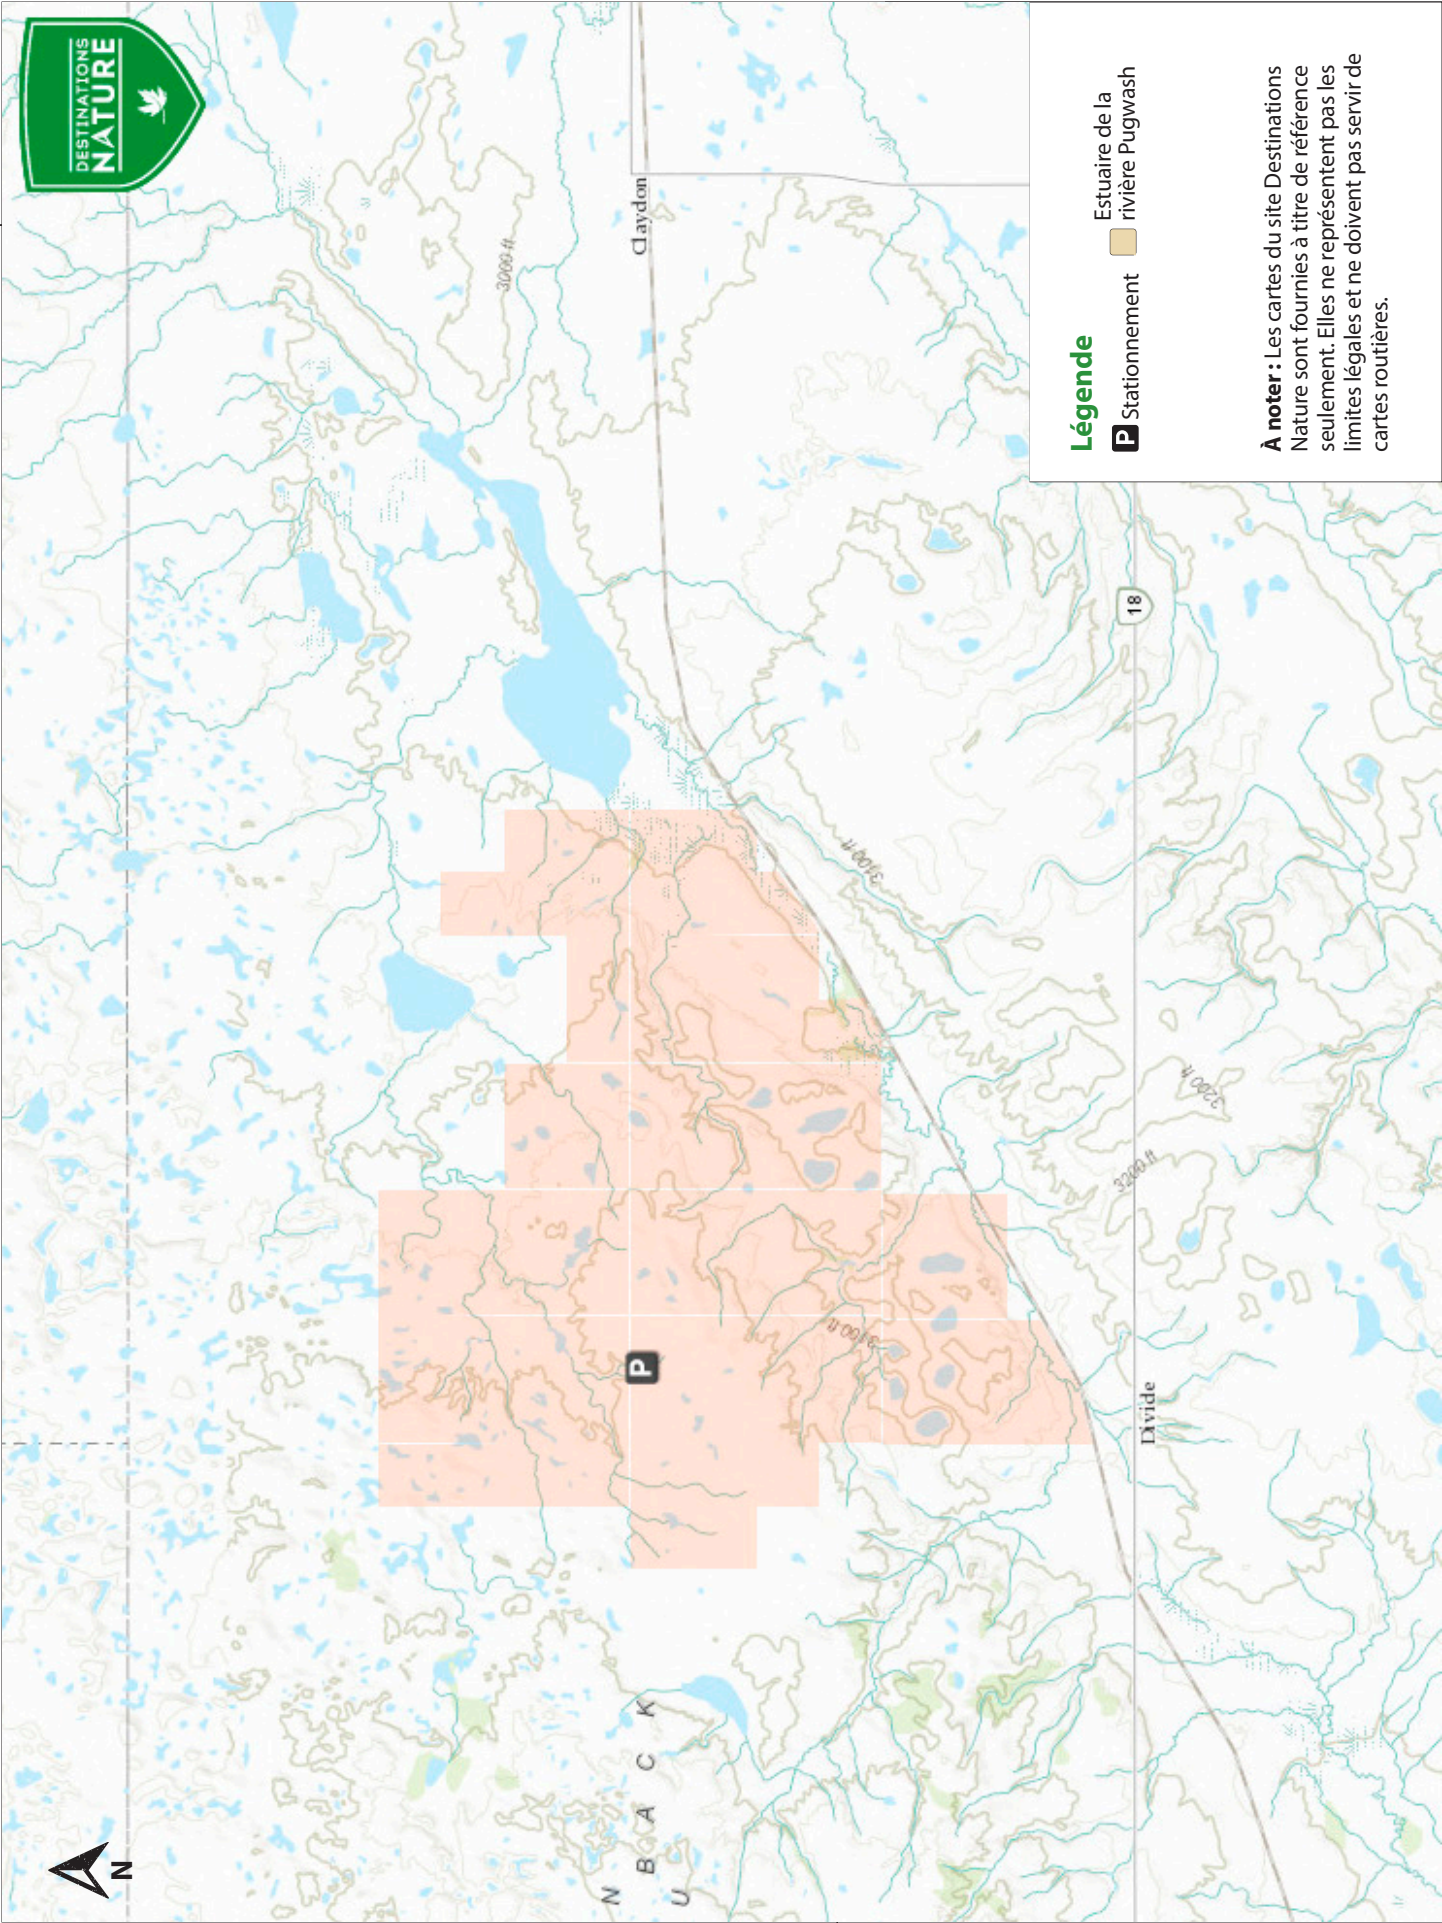 DESTINATIONS
NATURE
N
N
U
B A C K
3000 ft
Claydon
3100 ft
3100 ft
3200 ft
3200 ft
18
Divide
P
Légende
P Stationnement
Estuaire de la
rivière Pugwash
À noter : Les cartes du site Destinations
Nature sont fournies à titre de référence
seulement. Elles ne représentent pas les
limites légales et ne doivent pas servir de
cartes routières.